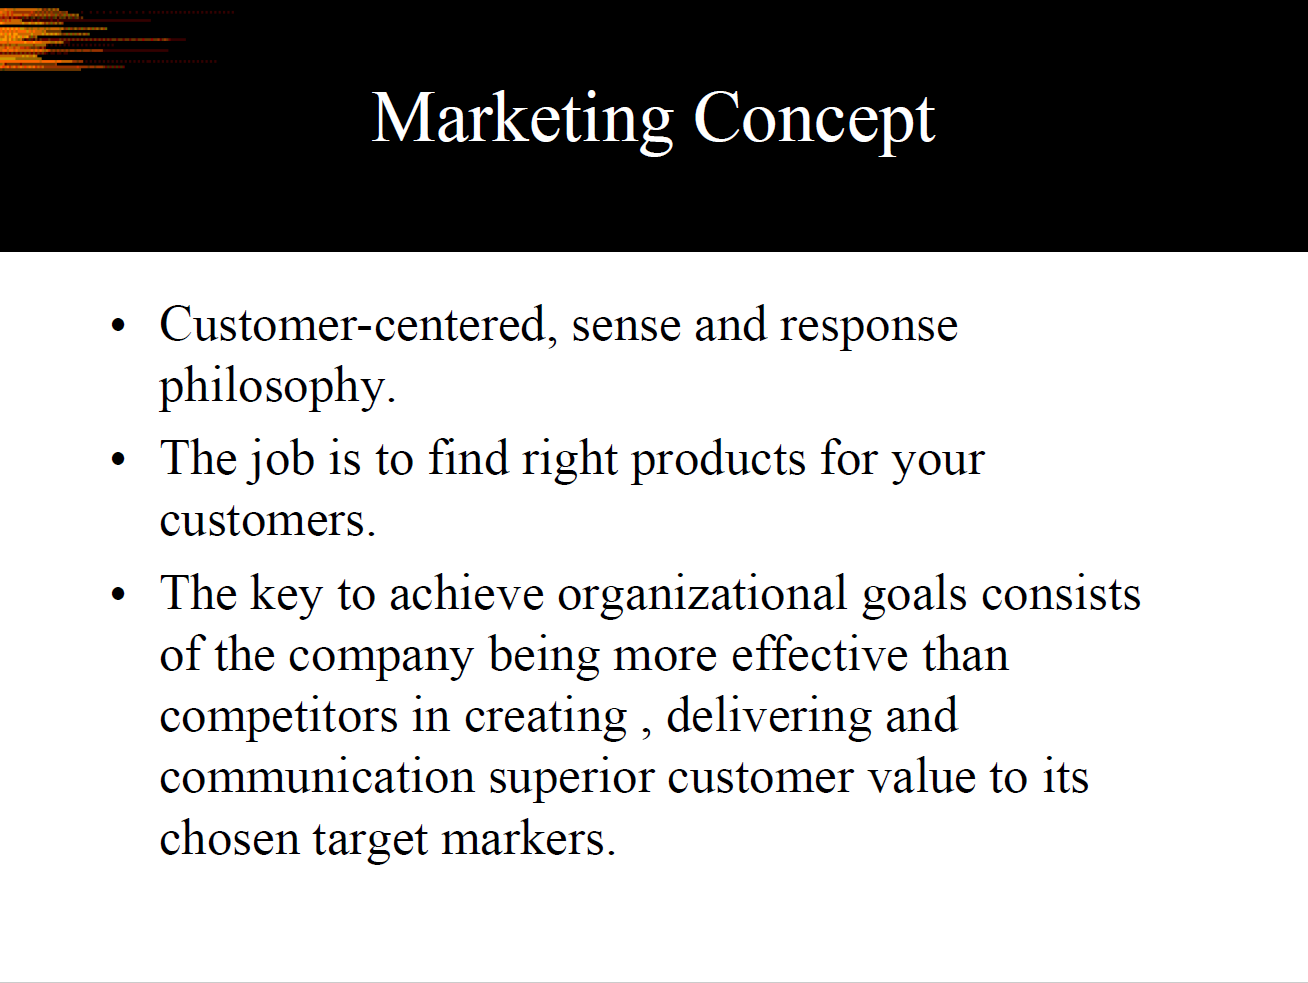 Marketing Concept
• Customer-centered, sense and response
philosophy.
• The job is to find right products for your
customers.
• The key to achieve organizational goals consists
of the company being more effective than
competitors in creating , delivering and
communication superior customer value to its
chosen target markers.